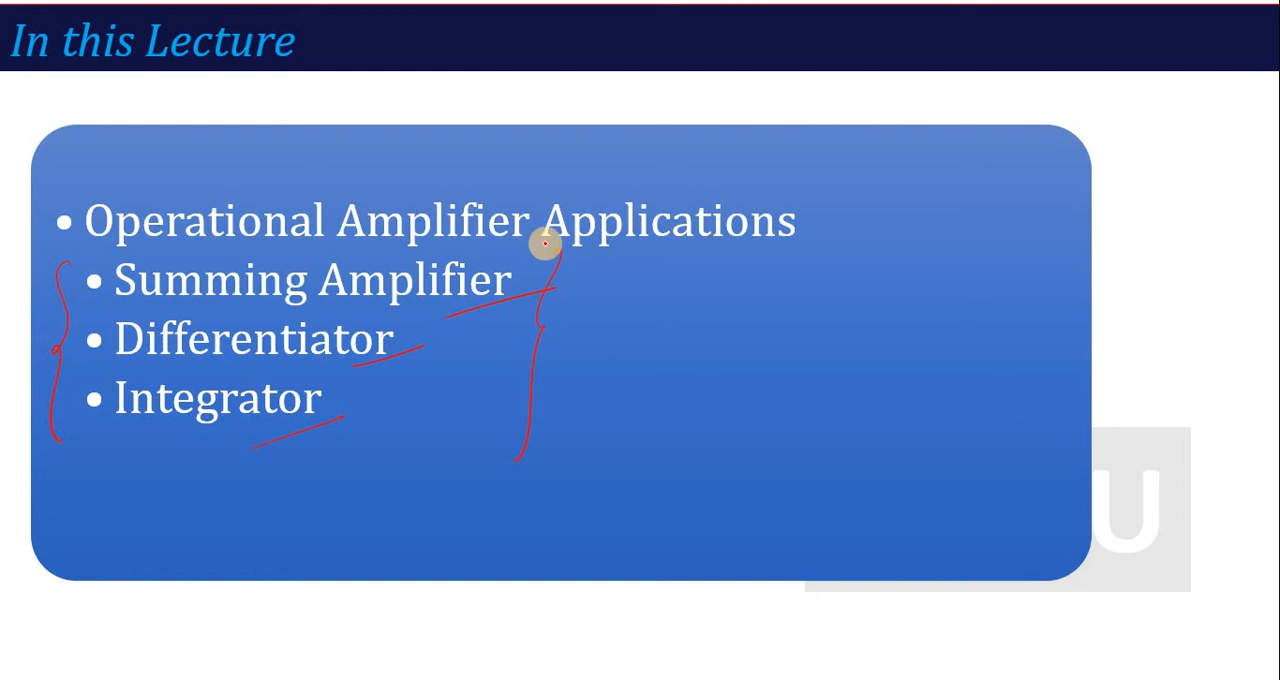 In this Lecture
• Operational Amplifier Applications
• Summing Amplifier
• Differentiator
• Integrator
U